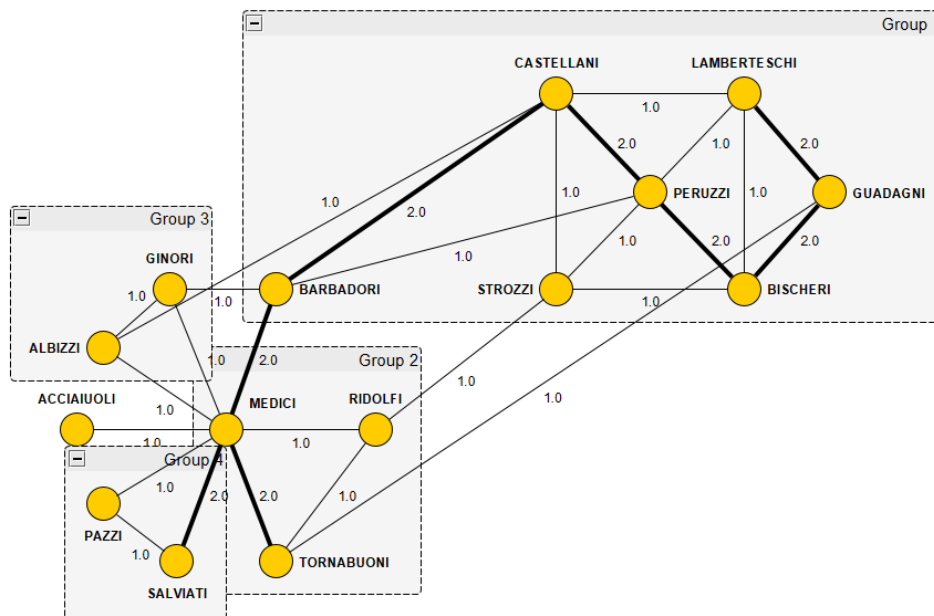 Group
CASTELLANI
LAMBERTESCHI
1.0
2.0
1.0
2.0
PERUZZI
GUADAGNI
1.0
1.0
1.0
2.0
Group 3
1.0
2.0
2.0
GINORI
1.0
1.0
1.0
BARBADORI
STROZZI
1.0
BISCHERI
ALBIZZI
1.0
2.0
Group 2
1.0
ACCIAIUOLI
MEDICI
RIDOLFI
1.0
1.0
1.0
1.0
Group 4
1.0
2.0
2.0
1.0
PAZZI
1.0
TORNABUONI
SALVIATI